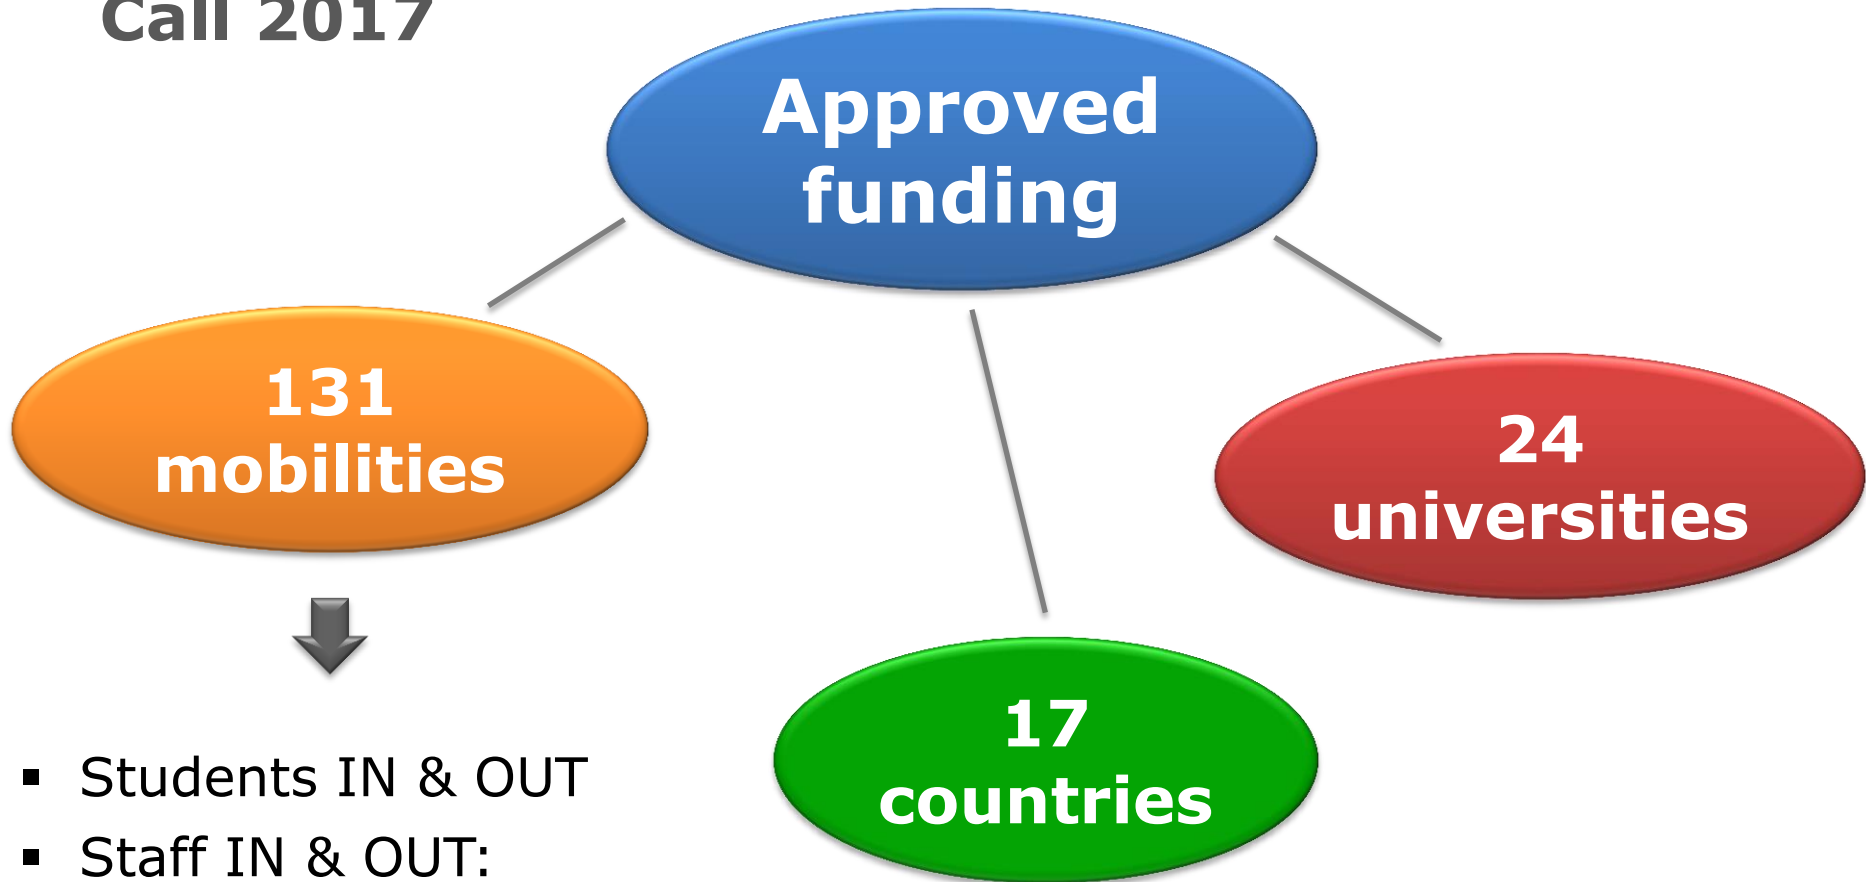 Call 2017
Approved
funding
131
mobilities
24
universities
17
countries
▪ Students IN & OUT
▪ Staff IN & OUT: